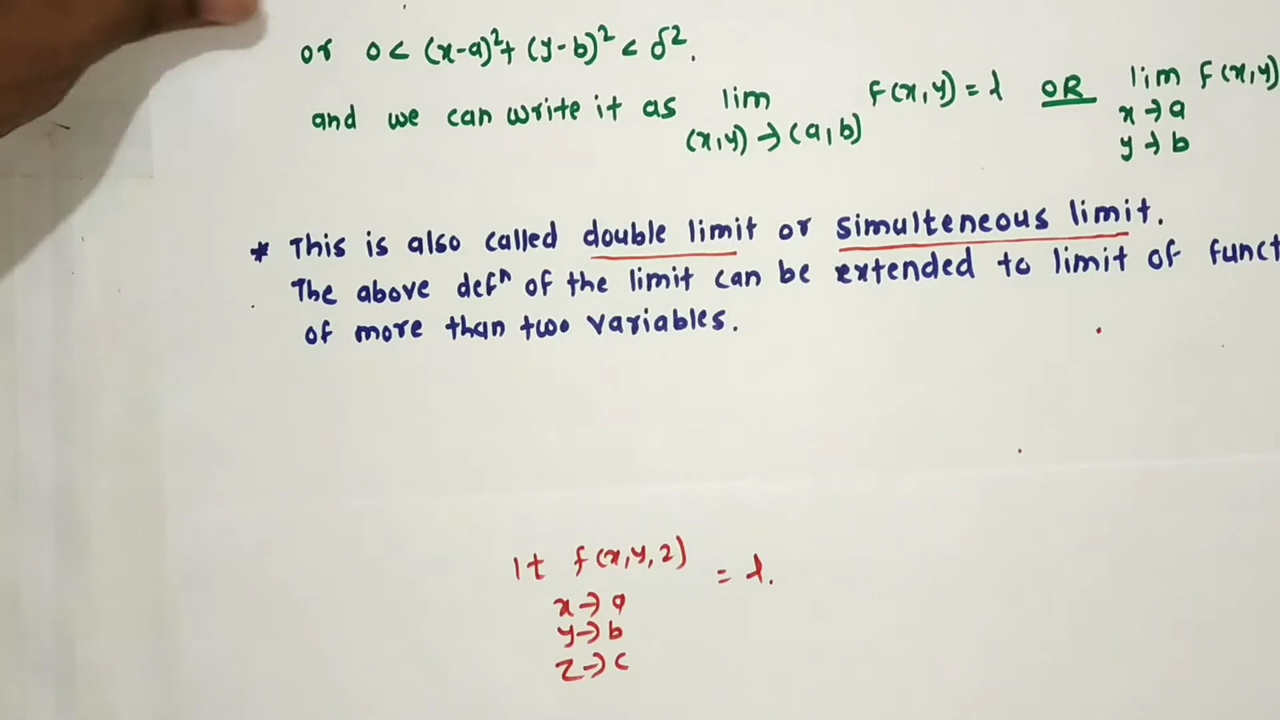 or 0 < (x-a)²+ (y-b)² < δ².
and we can write it as lim f(x,y) = l OR lim f(x,y)
(x,y) → (a,b) x → a
y → b
* This is also called double limit or simulteneous limit.
The above defⁿ of the limit can be extended to limit of funct
of more than two variables.
lt f(x,y,z) = l.
x → a
y → b
z → c